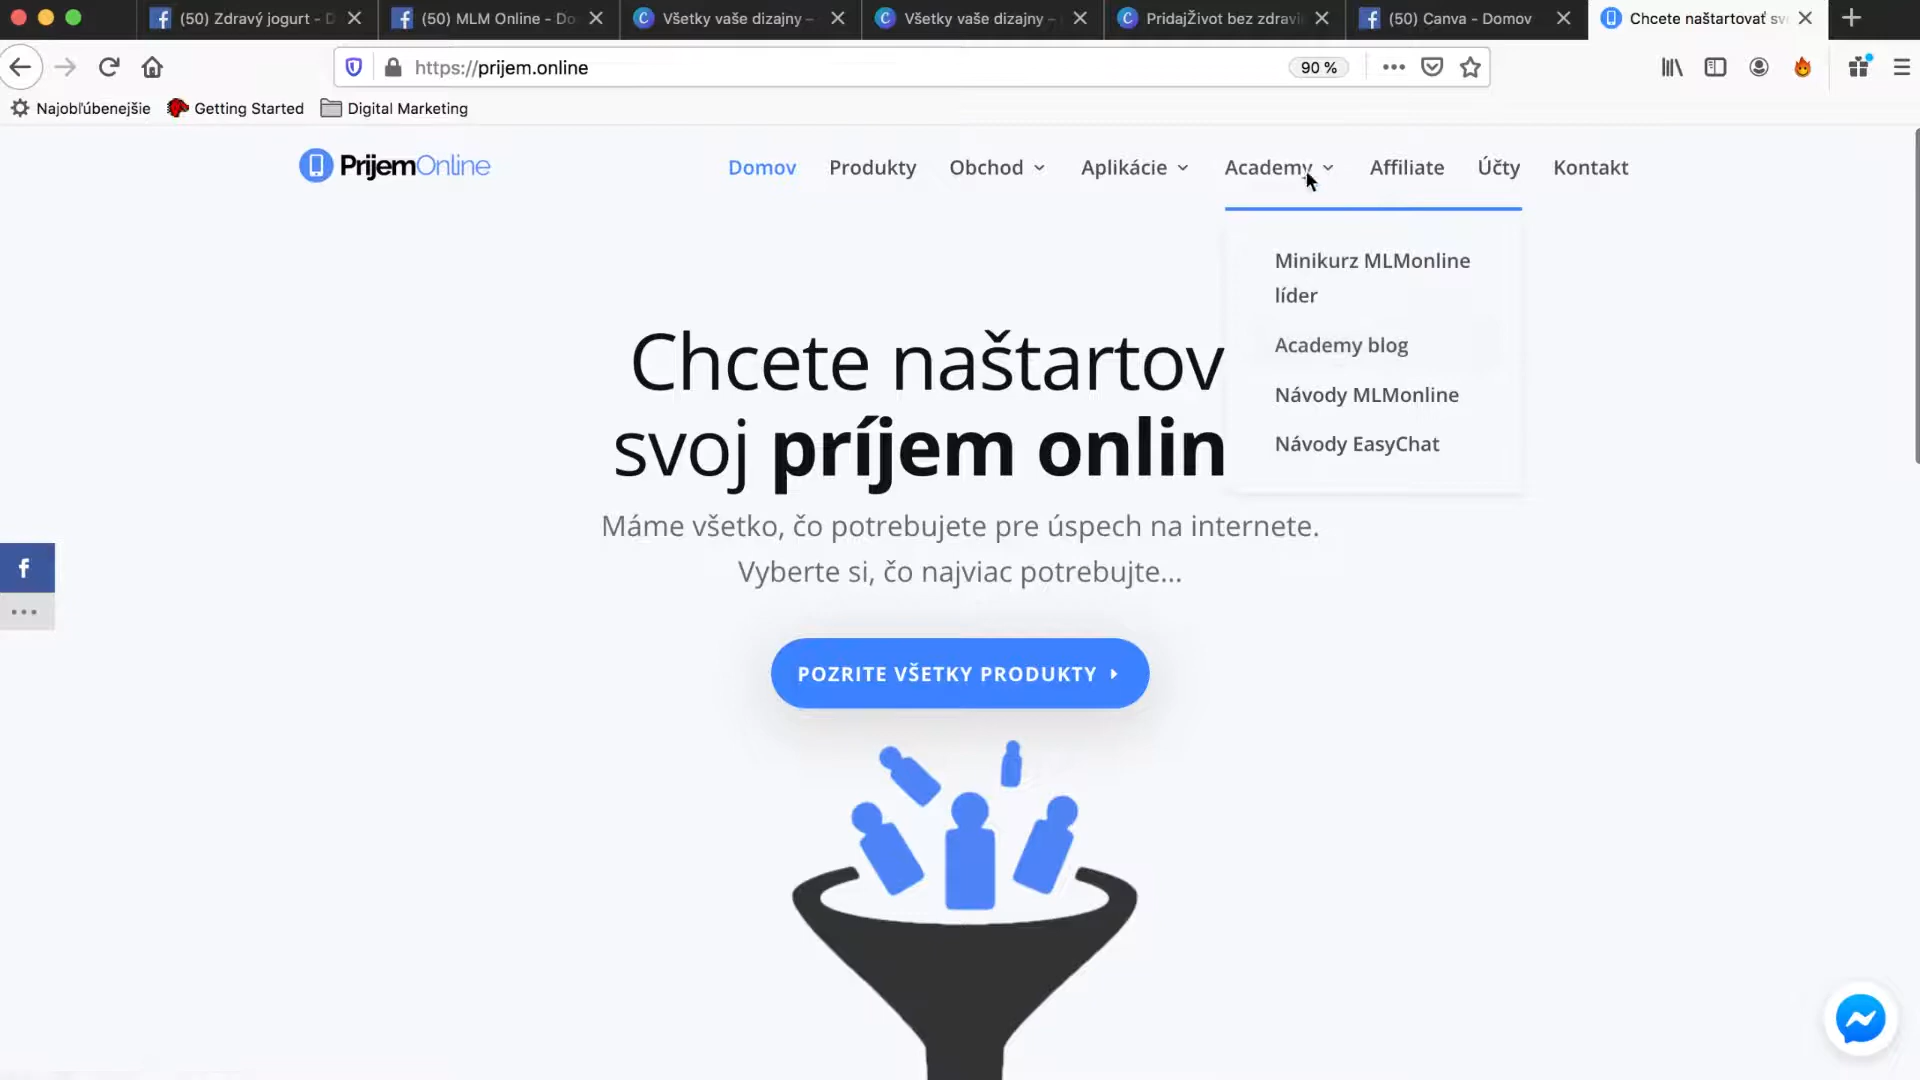 (50) Zdravý jogurt - D
(50) MLM Online - Do
Všetky vaše dizajny –
Všetky vaše dizajny –
PridajŽivot bez zdravi
(50) Canva - Domov
Chcete naštartovať sv
https://prijem.online
90 %
Najobľúbenejšie
Getting Started
Digital Marketing
PrijemOnline
Domov
Produkty
Obchod
Aplikácie
Academy
Affiliate
Účty
Kontakt
Minikurz MLMonline
líder
Academy blog
Návody MLMonline
Návody EasyChat
Chcete naštartov
svoj príjem onlin
Máme všetko, čo potrebujete pre úspech na internete.
Vyberte si, čo najviac potrebujte...
POZRITE VŠETKY PRODUKTY